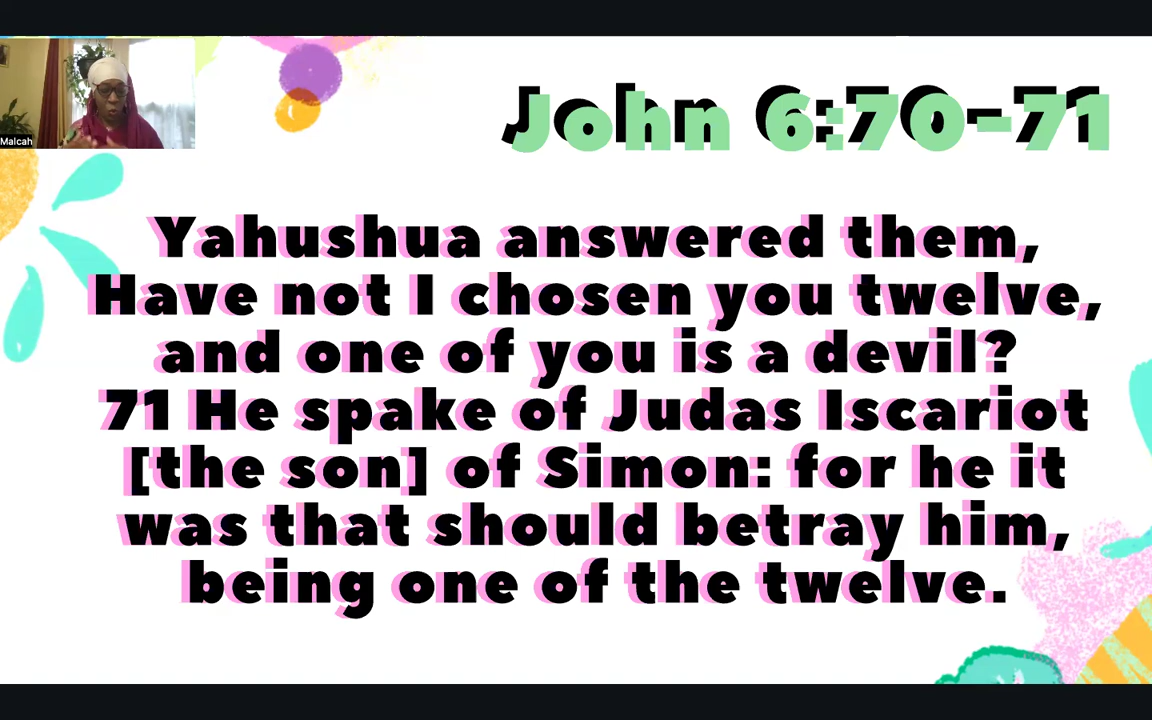 Malcah
John 6:70-71
Yahushua answered them,
Have not I chosen you twelve,
and one of you is a devil?
71 He spake of Judas Iscariot
[the son] of Simon: for he it
was that should betray him,
being one of the twelve.